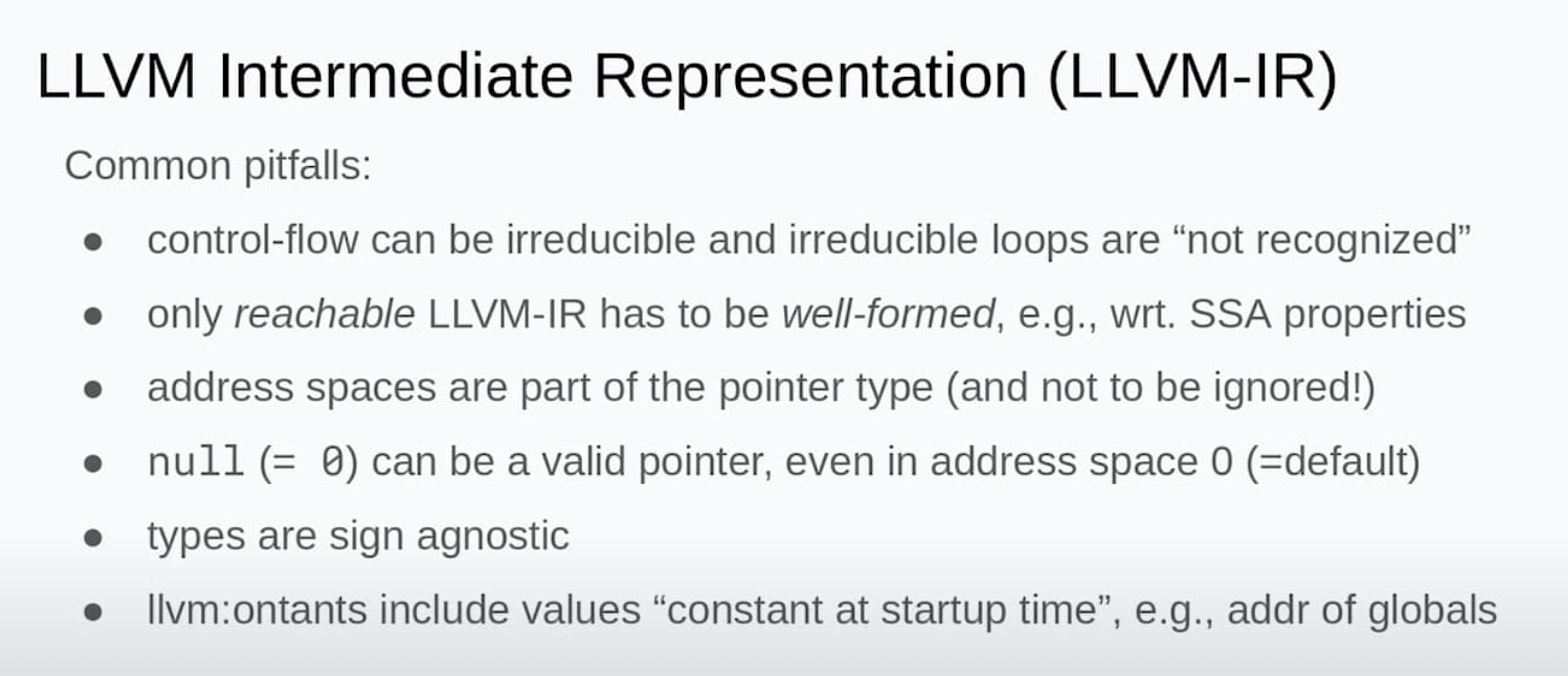 LLVM Intermediate Representation (LLVM-IR)
Common pitfalls:
● control-flow can be irreducible and irreducible loops are “not recognized”
● only reachable LLVM-IR has to be well-formed, e.g., wrt. SSA properties
● address spaces are part of the pointer type (and not to be ignored!)
● null (= 0) can be a valid pointer, even in address space 0 (=default)
● types are sign agnostic
● llvm:ontants include values “constant at startup time”, e.g., addr of globals